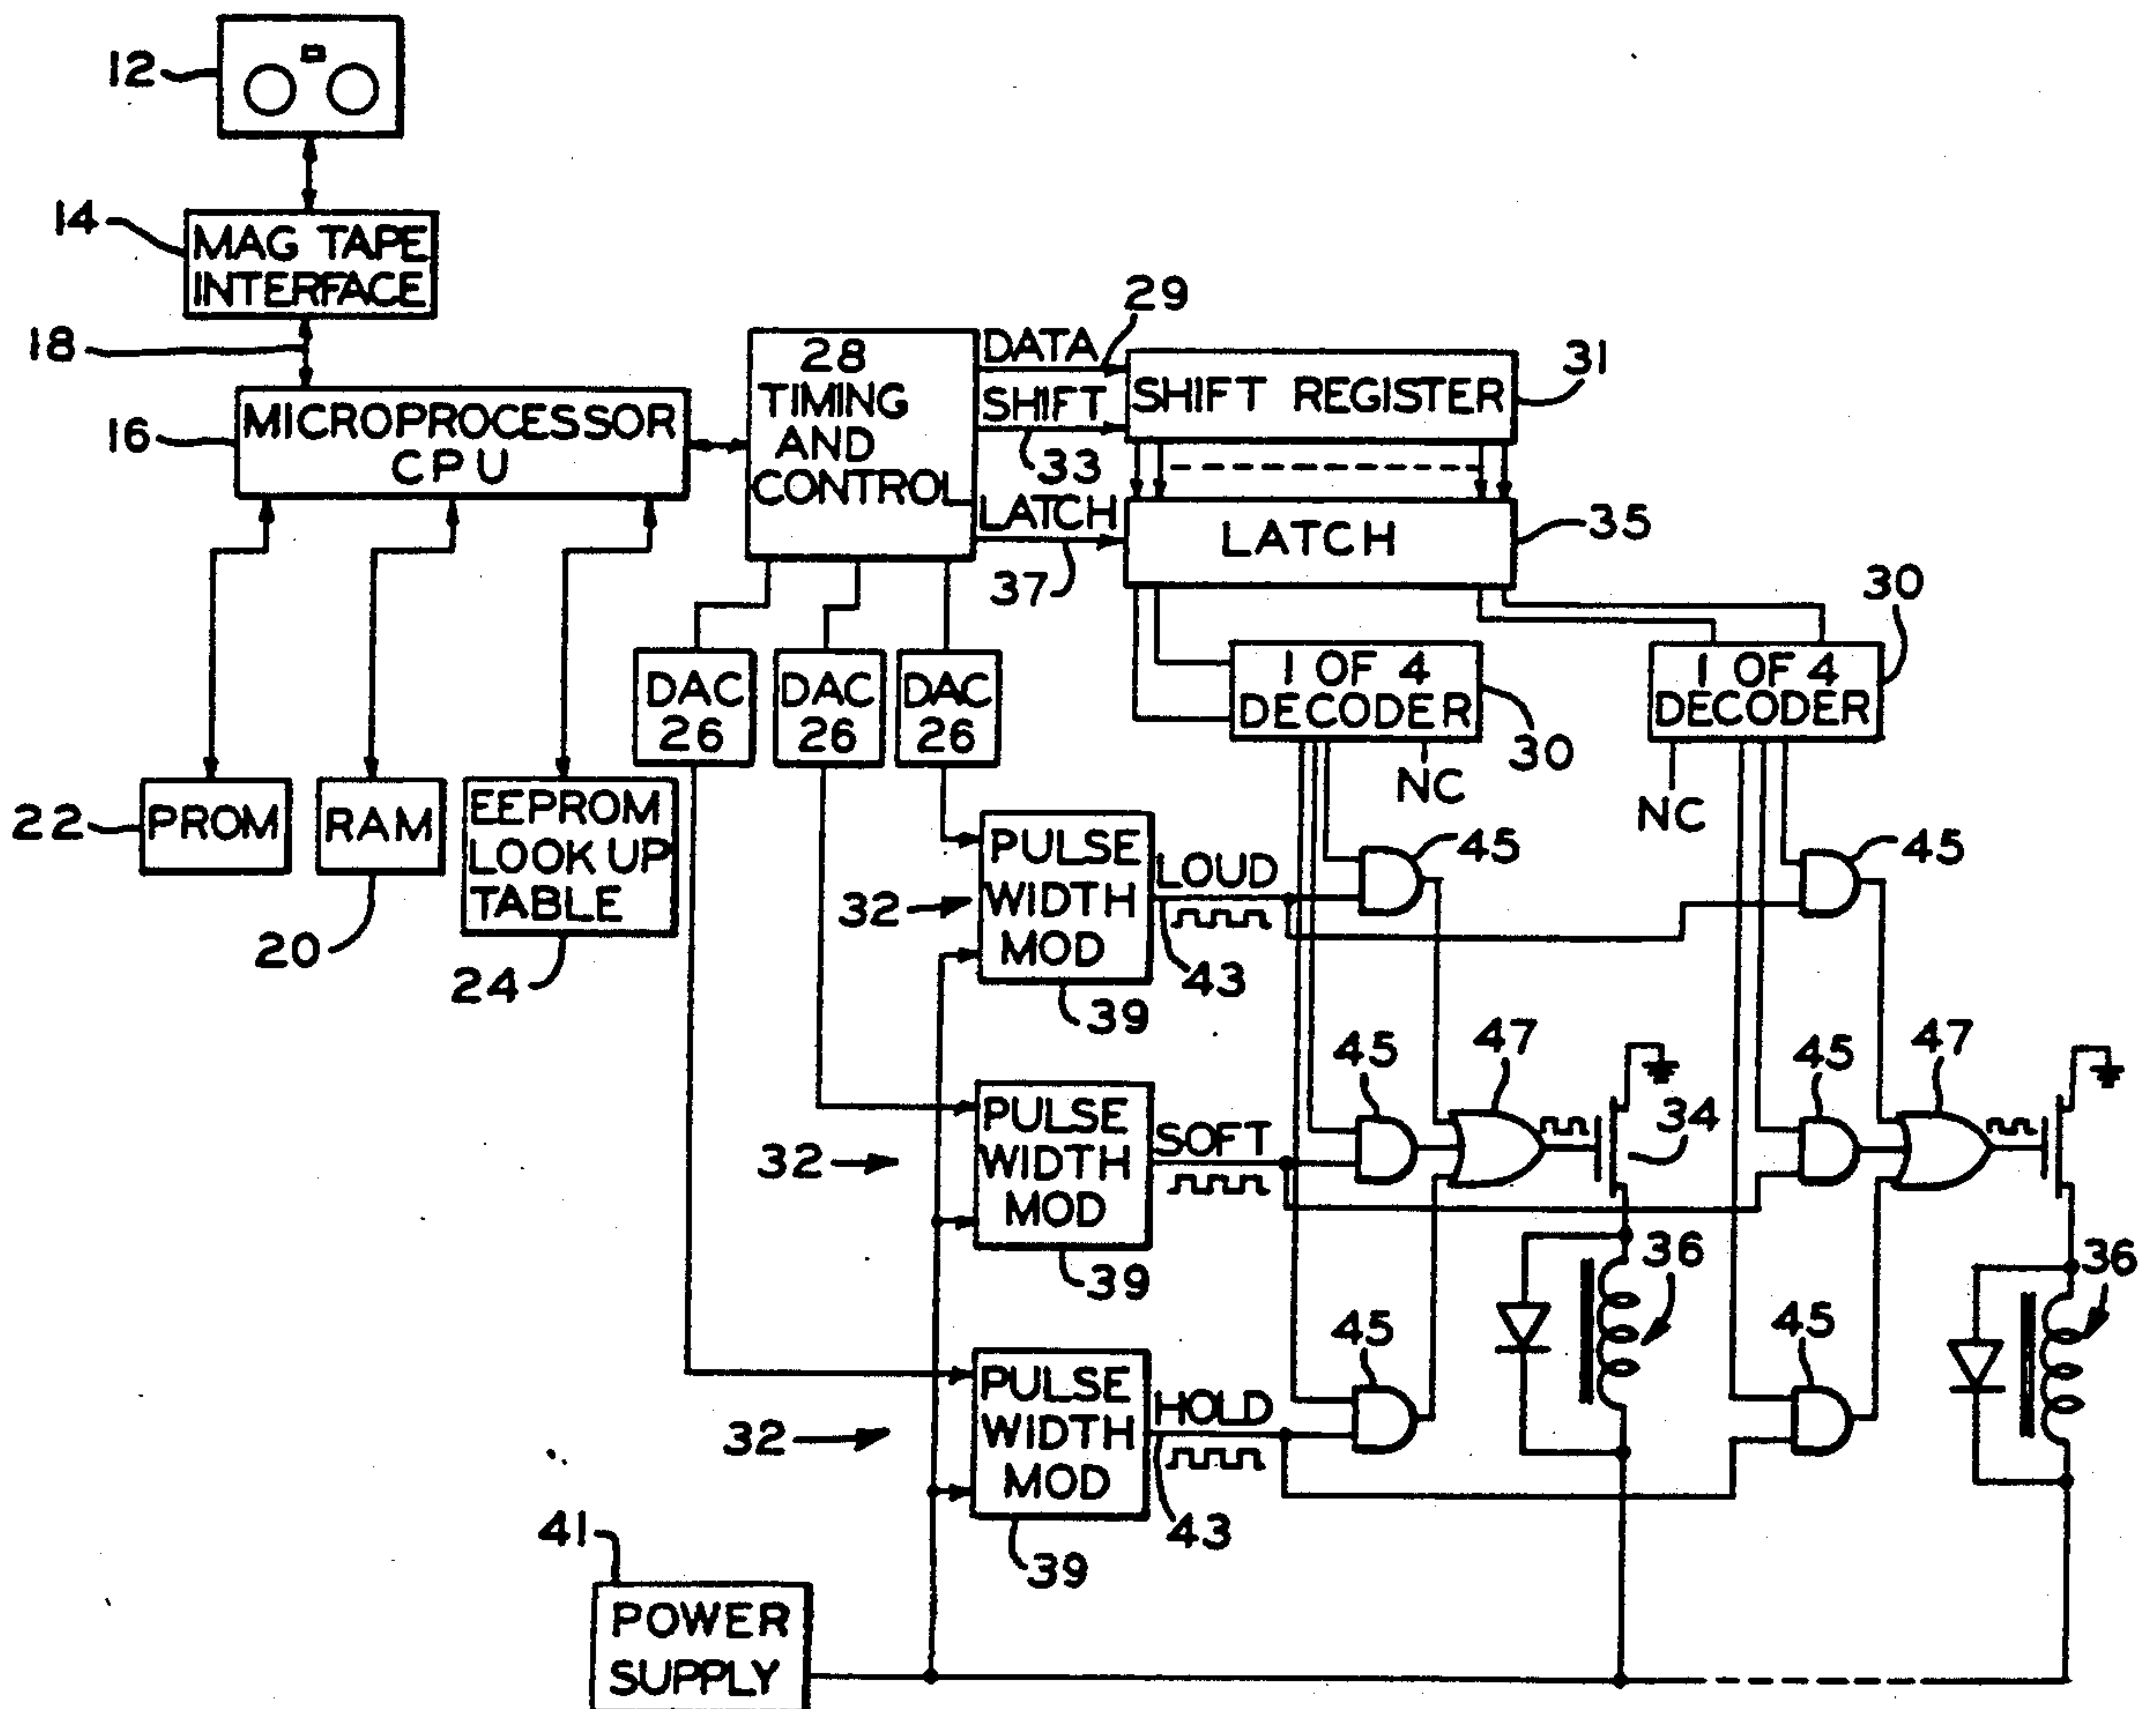 12
14
MAG TAPE
INTERFACE
18
16
MICROPROCESSOR
CPU
28
TIMING
AND
CONTROL
DATA
29
SHIFT
33
LATCH
37
SHIFT REGISTER
31
LATCH
35
22
PROM
RAM
20
EEPROM
LOOK UP
TABLE
24
DAC
26
DAC
26
DAC
26
1 OF 4
DECODER
30
NC
1 OF 4
DECODER
30
NC
32
PULSE
WIDTH
MOD
39
LOUD
43
45
45
32
PULSE
WIDTH
MOD
39
SOFT
45
47
34
45
47
36
36
32
PULSE
WIDTH
MOD
39
HOLD
43
45
45
41
POWER
SUPPLY